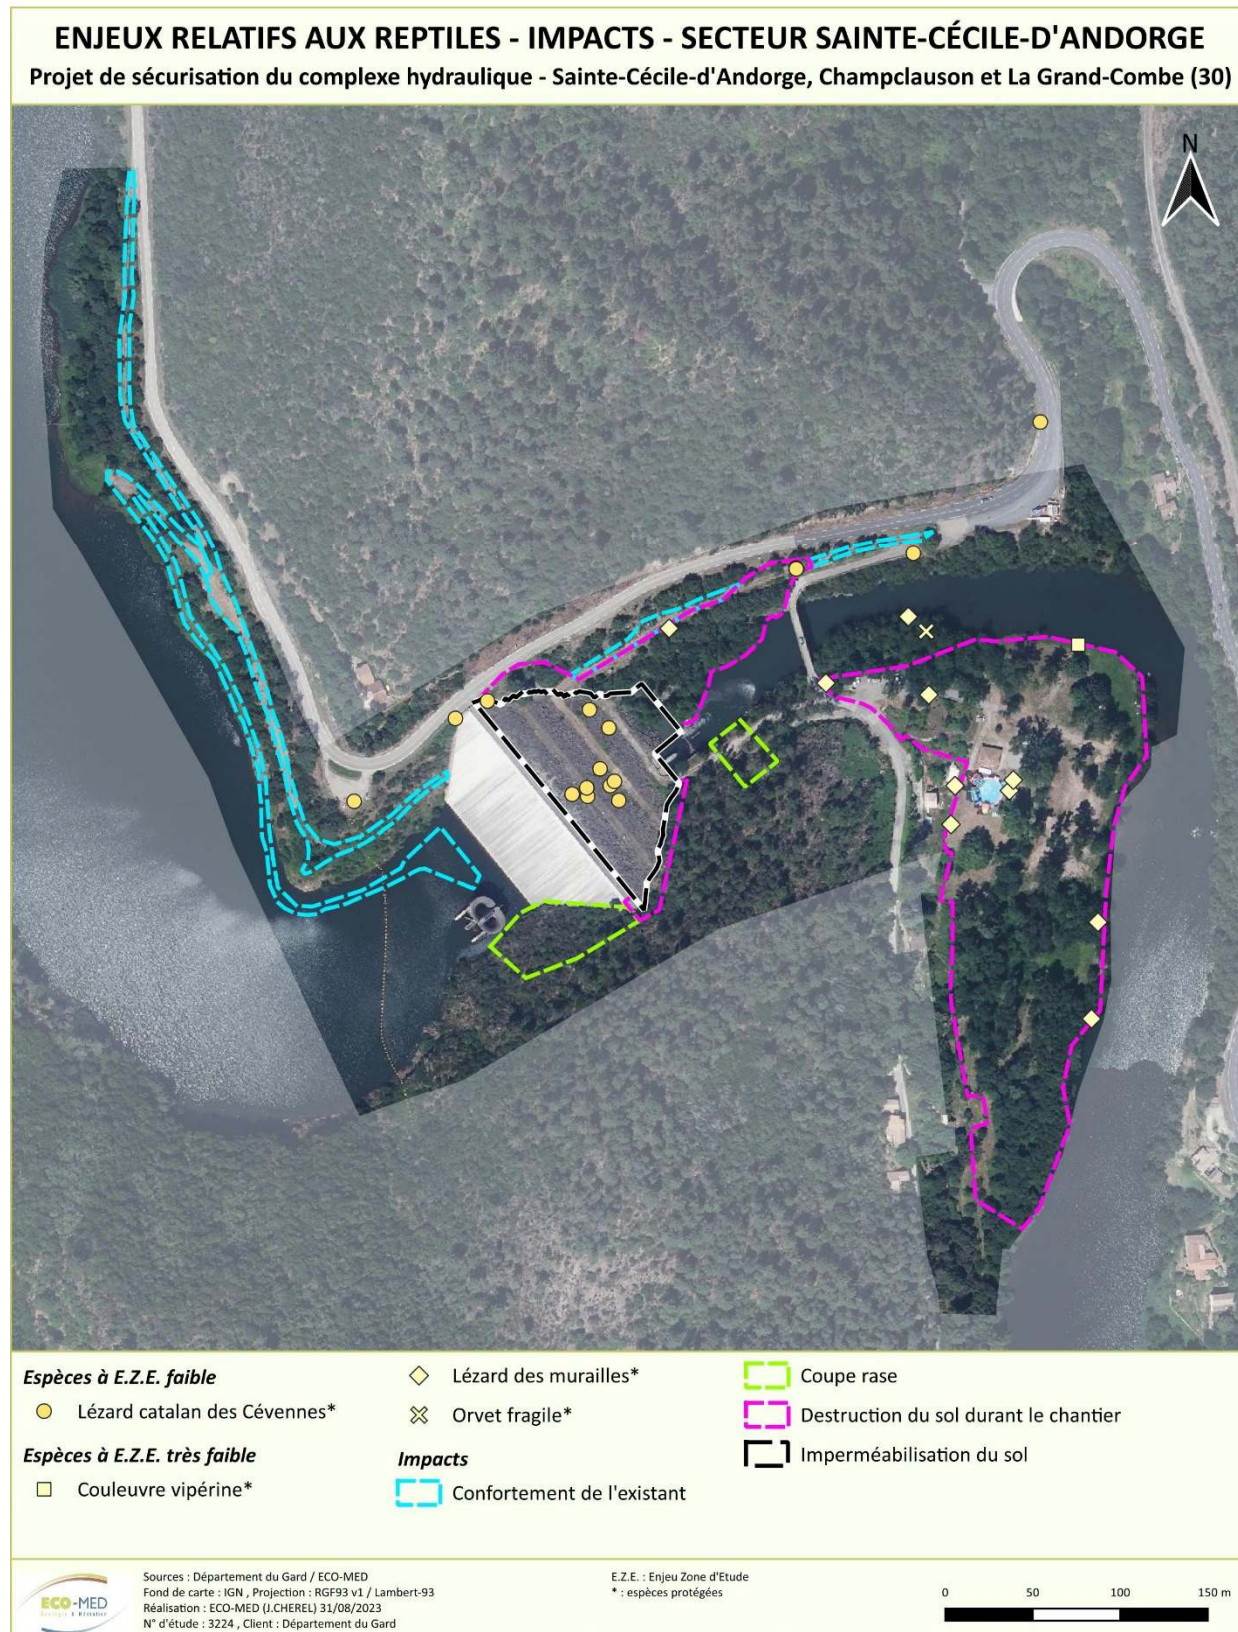 ENJEUX RELATIFS AUX REPTILES - IMPACTS - SECTEUR SAINTE-CÉCILE-D'ANDORGE
Projet de sécurisation du complexe hydraulique - Sainte-Cécile-d'Andorge, Champclauson et La Grand-Combe (30)
N
Espèces à E.Z.E. faible
Lézard catalan des Cévennes*
Espèces à E.Z.E. très faible
Couleuvre vipérine*
Lézard des murailles*
Orvet fragile*
Impacts
Confortement de l'existant
Coupe rase
Destruction du sol durant le chantier
Imperméabilisation du sol
ECO-MED
Ecologie & Médiation
Sources : Département du Gard / ECO-MED
Fond de carte : IGN , Projection : RGF93 v1 / Lambert-93
Réalisation : ECO-MED (J.CHEREL) 31/08/2023
N° d'étude : 3224 , Client : Département du Gard
E.Z.E. : Enjeu Zone d'Etude
* : espèces protégées
0 50 100 150 m